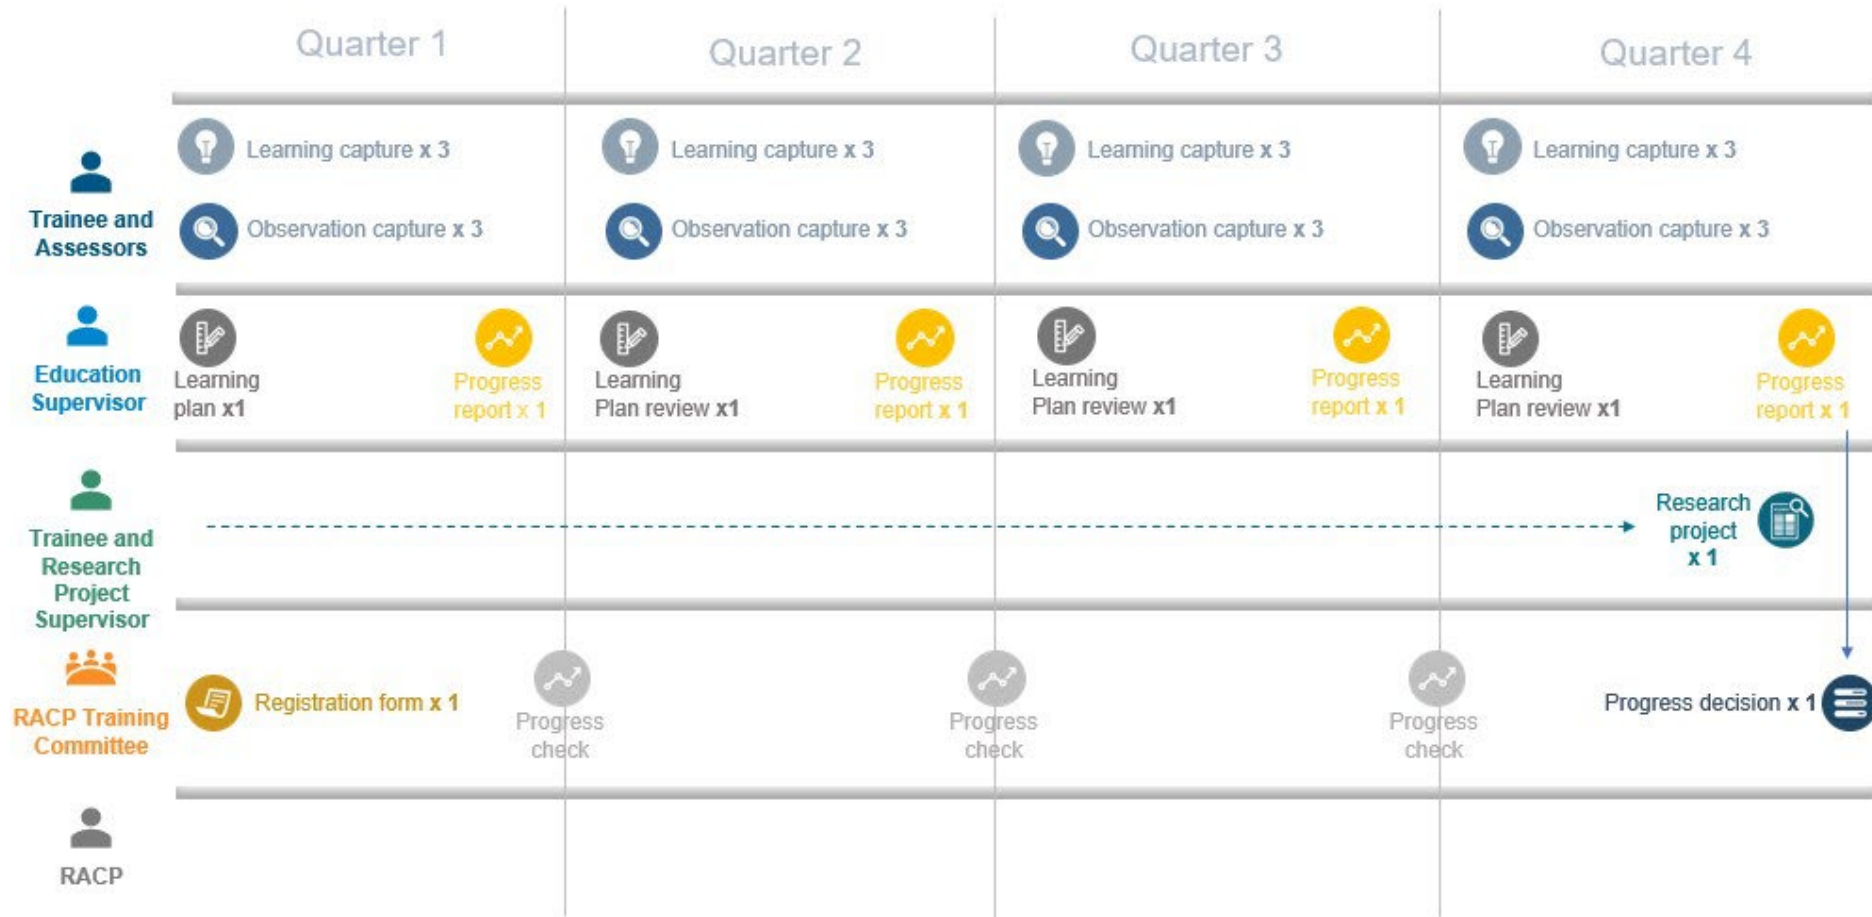 Quarter 1
Quarter 2
Quarter 3
Quarter 4
Trainee and
Assessors
Learning capture x 3
Learning capture x 3
Learning capture x 3
Learning capture x 3
Observation capture x 3
Observation capture x 3
Observation capture x 3
Observation capture x 3
Education
Supervisor
Learning
plan x1
Progress
report x 1
Learning
Plan review x1
Progress
report x 1
Learning
Plan review x1
Progress
report x 1
Learning
Plan review x1
Progress
report x 1
Trainee and
Research
Project
Supervisor
Research
project
x 1
RACP Training
Committee
Registration form x 1
Progress
check
Progress
check
Progress
check
Progress decision x 1
RACP